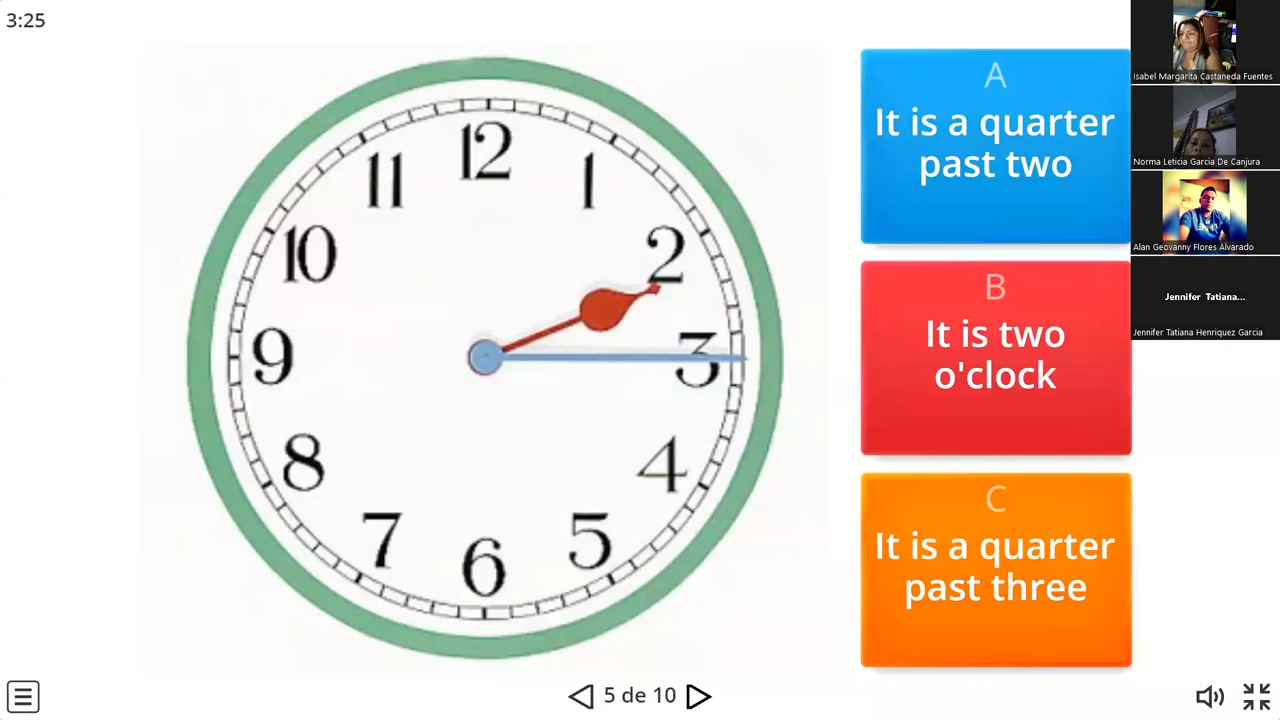 3:25
12
11
1
10
2
9
3
8
4
7
5
6
A
It is a quarter
past two
B
It is two
o'clock
C
It is a quarter
past three
Isabel Margarita Castaneda Fuentes
Norma Leticia Garcia De Canjura
Alan Geovanny Flores Alvarado
Jennifer Tatiana...
Jennifer Tatiana Henriquez Garcia
5 de 10